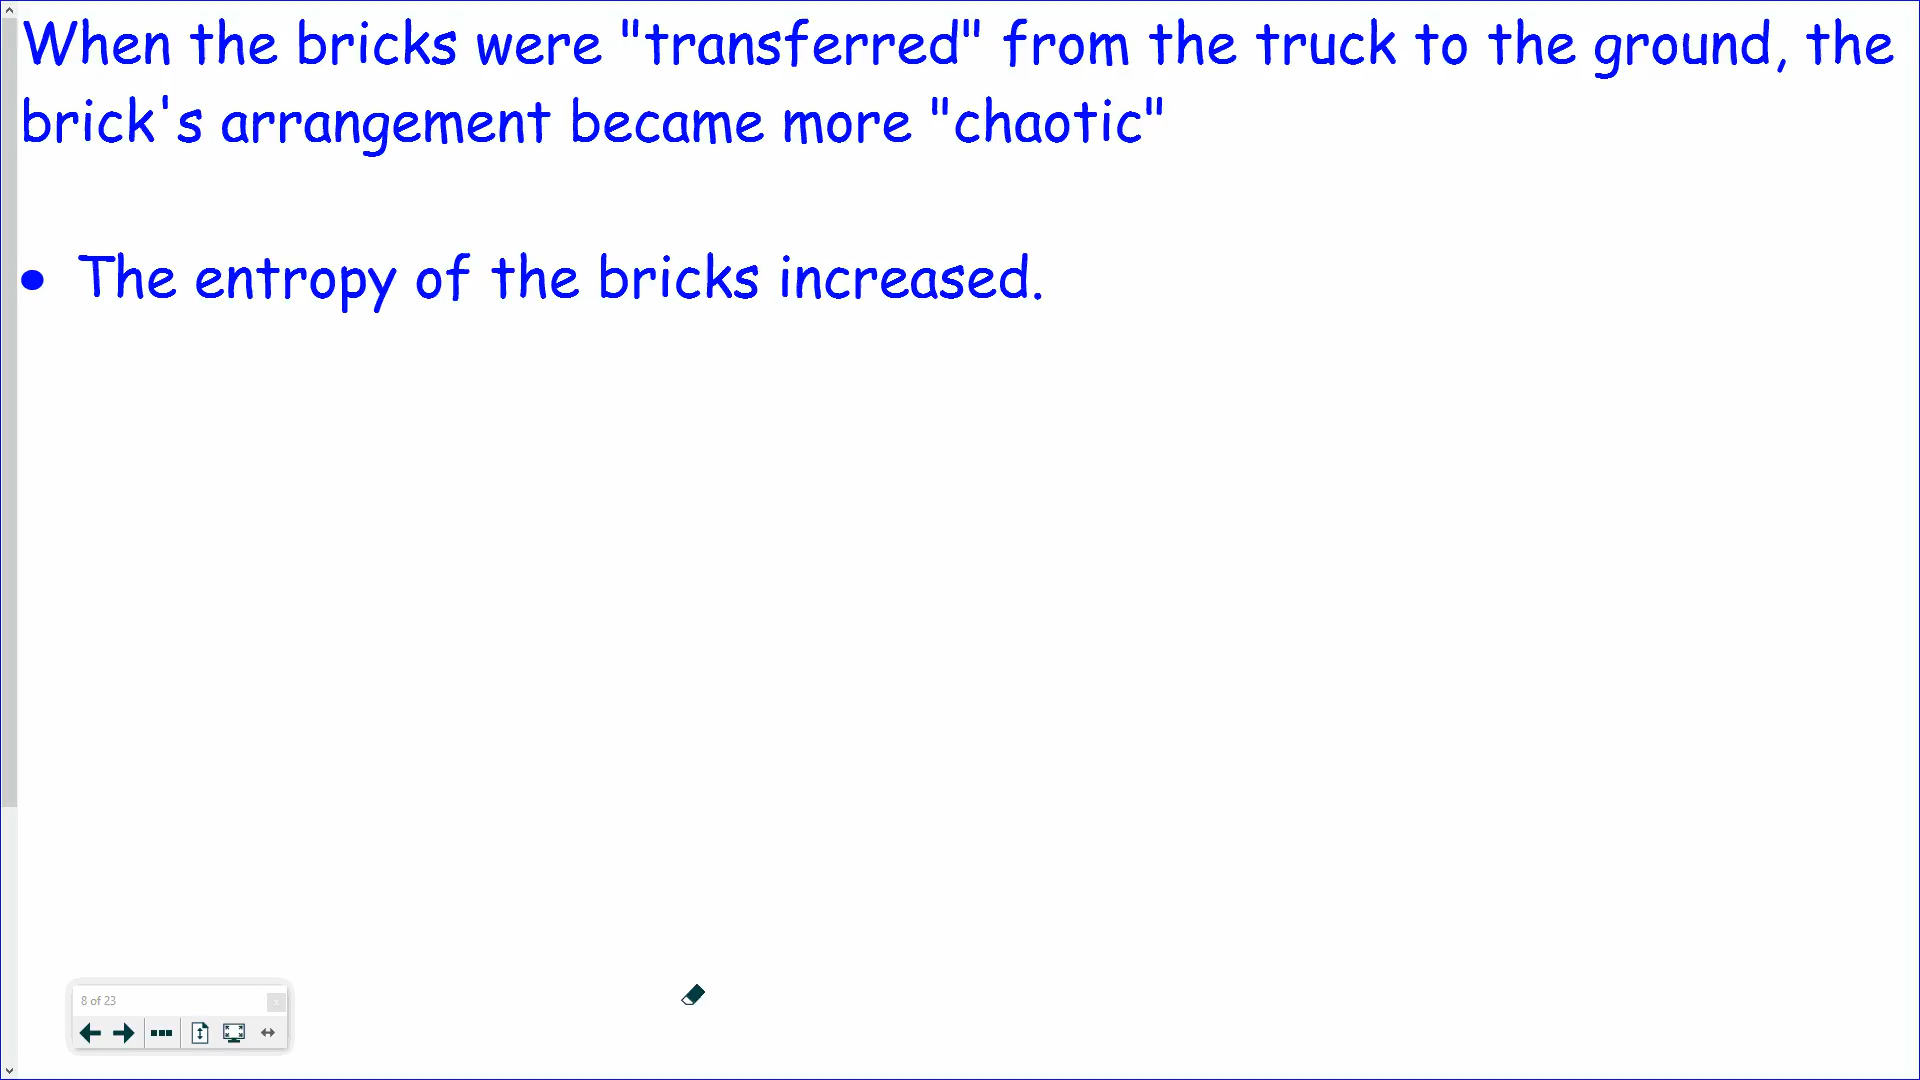 When the bricks were "transferred" from the truck to the ground, the
brick's arrangement became more "chaotic"
• The entropy of the bricks increased.
8 of 23